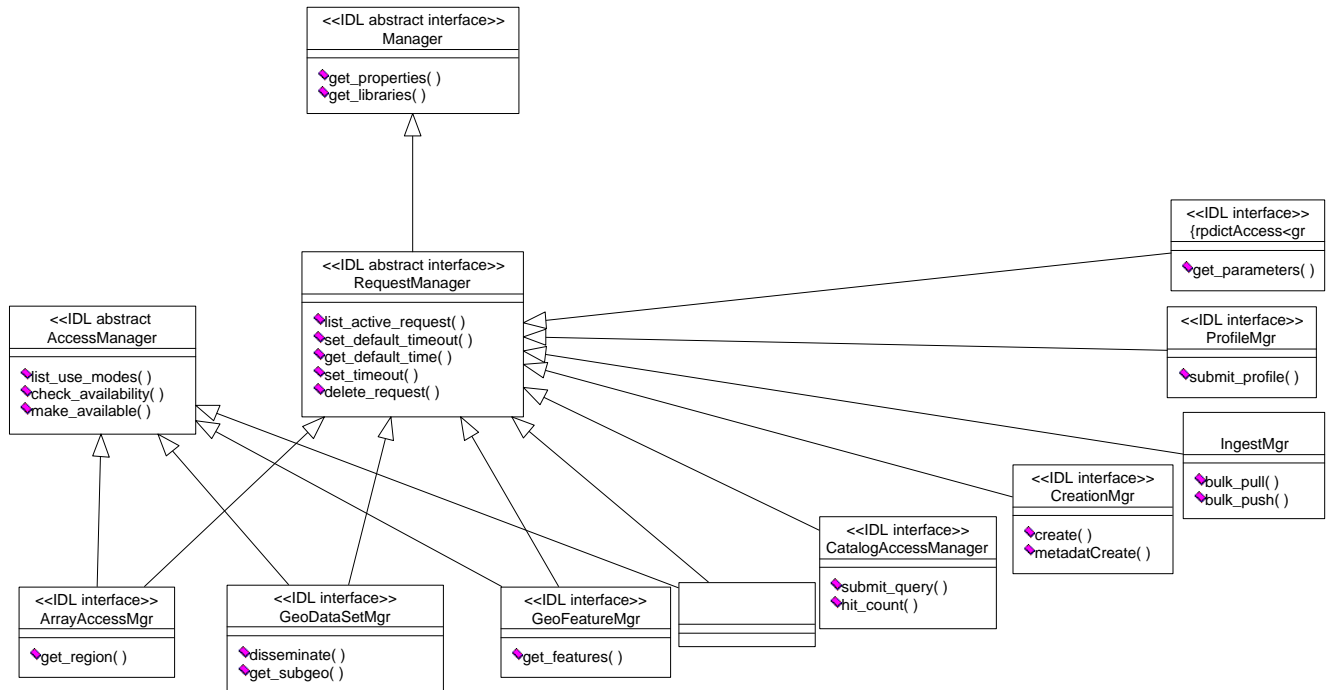 <<IDL abstract interface>>
Manager
get_properties( )
get_libraries( )
<<IDL interface>>
{rpdictAccess<gr
get_parameters( )
<<IDL abstract interface>>
RequestManager
list_active_request( )
set_default_timeout( )
get_default_time( )
set_timeout( )
delete_request( )
<<IDL abstract
AccessManager
list_use_modes( )
check_availability( )
make_available( )
<<IDL interface>>
ProfileMgr
submit_profile( )
IngestMgr
bulk_pull( )
bulk_push( )
<<IDL interface>>
CreationMgr
create( )
metadatCreate( )
<<IDL interface>>
CatalogAccessManager
submit_query( )
hit_count( )
<<IDL interface>>
ArrayAccessMgr
get_region( )
<<IDL interface>>
GeoDataSetMgr
disseminate( )
get_subgeo( )
<<IDL interface>>
GeoFeatureMgr
get_features( )